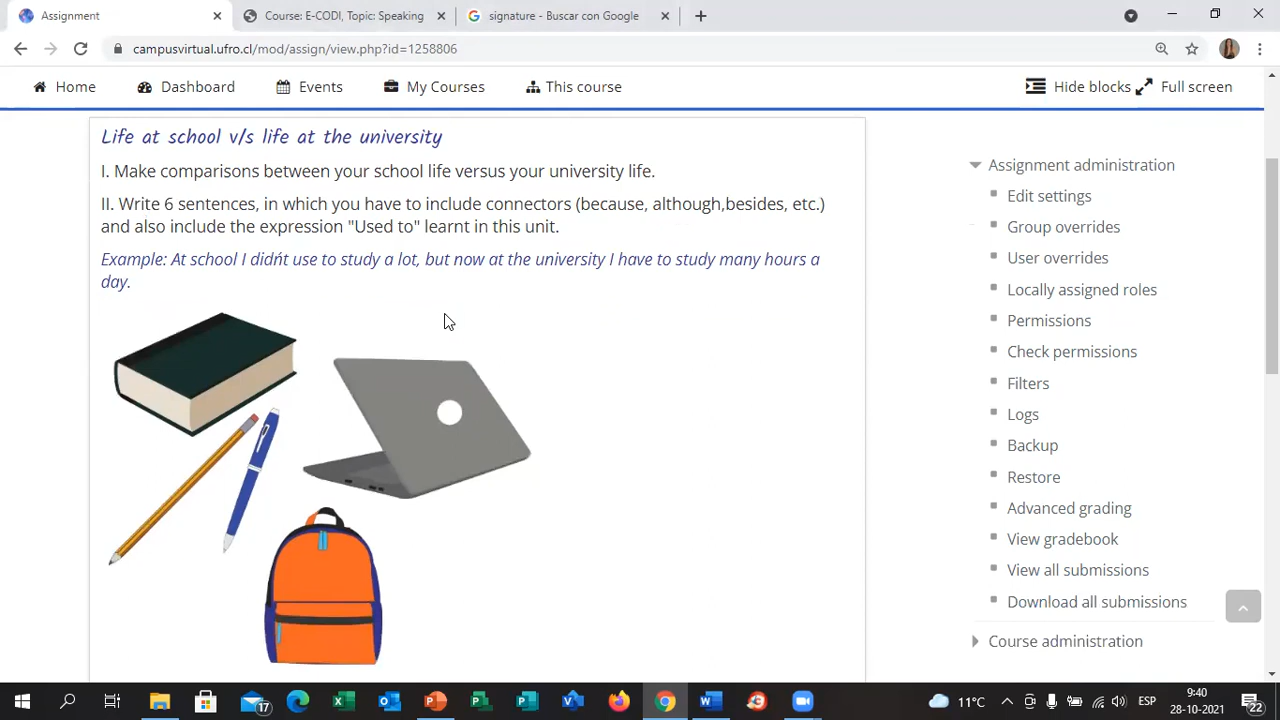 Assignment
Course: E-CODI, Topic: Speaking
signature - Buscar con Google
campusvirtual.ufro.cl/mod/assign/view.php?id=1258806
Home
Dashboard
Events
My Courses
This course
Hide blocks
Full screen
Life at school v/s life at the university
I. Make comparisons between your school life versus your university life.
II. Write 6 sentences, in which you have to include connectors (because, although,besides, etc.)
and also include the expression "Used to" learnt in this unit.
Example: At school I didńt use to study a lot, but now at the university I have to study many hours a
day.
Assignment administration
Edit settings
Group overrides
User overrides
Locally assigned roles
Permissions
Check permissions
Filters
Logs
Backup
Restore
Advanced grading
View gradebook
View all submissions
Download all submissions
Course administration
17
11°C
ESP
9:40
28-10-2021
22